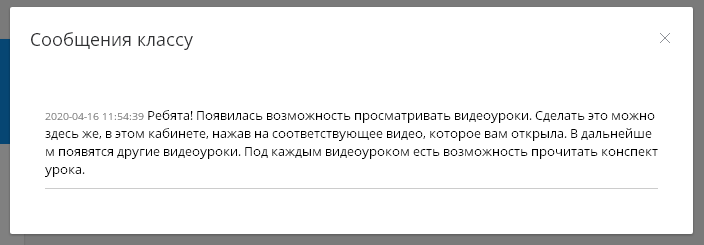 Сообщения классу
2020-04-16 11:54:39 Ребята! Появилась возможность просматривать видеоуроки. Сделать это можно
здесь же, в этом кабинете, нажав на соответствующее видео, которое вам открыла. В дальнейше
м появятся другие видеоуроки. Под каждым видеоуроком есть возможность прочитать конспект
урока.